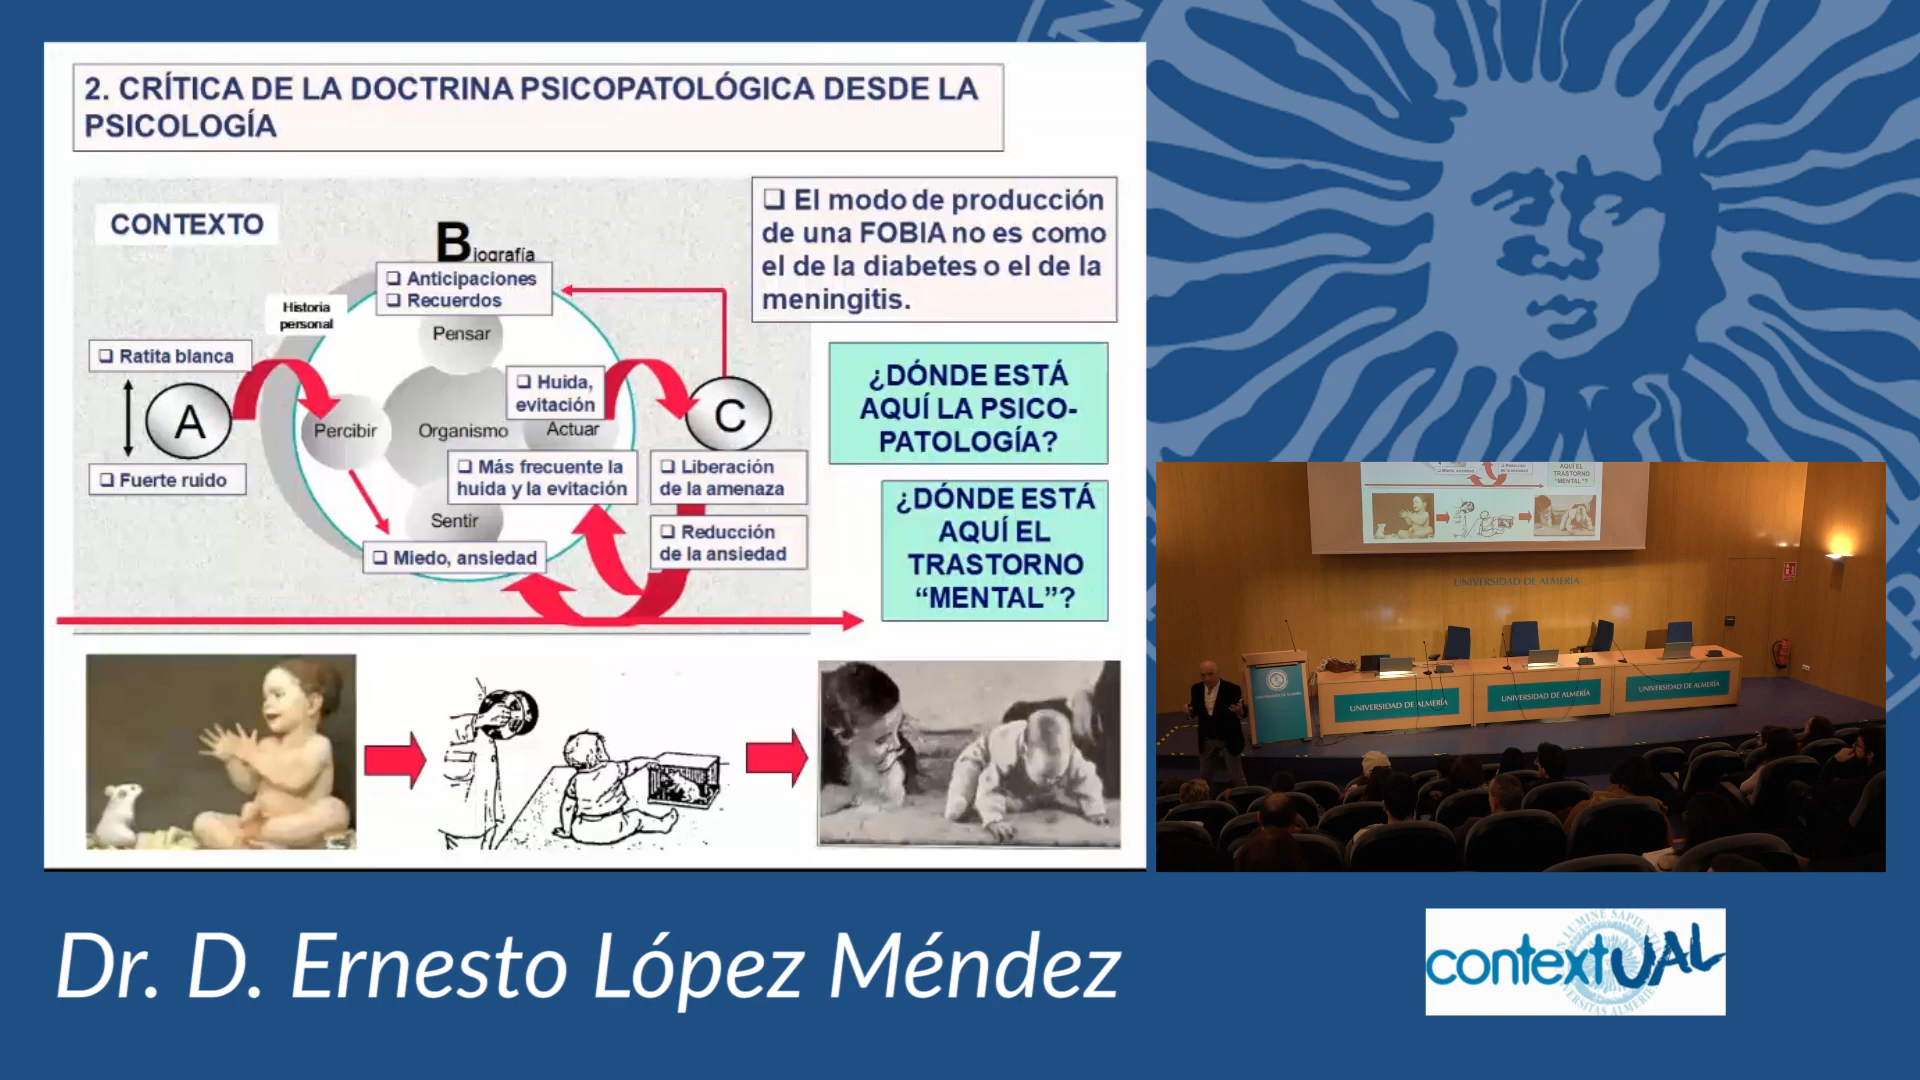 2. CRÍTICA DE LA DOCTRINA PSICOPATOLÓGICA DESDE LA
PSICOLOGÍA
CONTEXTO
Biografía
❑ Anticipaciones
❑ Recuerdos
Historia
personal
Pensar
❑ Ratita blanca
A
❑ Fuerte ruido
Percibir
Organismo
Actuar
❑ Huida,
evitación
C
❑ Más frecuente la
huida y la evitación
❑ Liberación
de la amenaza
Sentir
❑ Reducción
de la ansiedad
❑ Miedo, ansiedad
❑ El modo de producción
de una FOBIA no es como
el de la diabetes o el de la
meningitis.
¿DÓNDE ESTÁ
AQUÍ LA PSICO-
PATOLOGÍA?
¿DÓNDE ESTÁ
AQUÍ EL
TRASTORNO
“MENTAL”?
AQUÍ EL
TRASTORNO
“MENTAL”?
UNIVERSIDAD DE ALMERÍA
UNIVERSIDAD DE ALMERÍA
UNIVERSIDAD DE ALMERÍA
UNIVERSIDAD DE ALMERÍA
Dr. D. Ernesto López Méndez
contextUAL